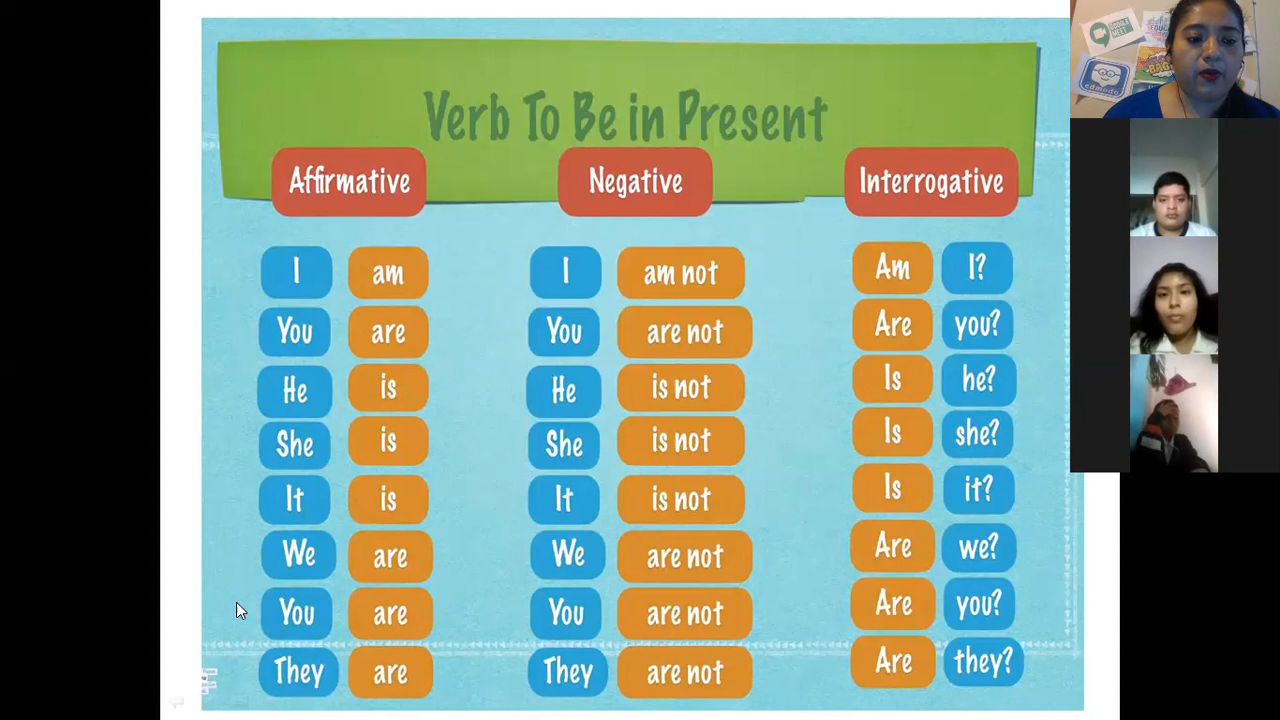 Verb To Be in Present
Affirmative Negative Interrogative
I am I am not Am I?
You are You are not Are you?
He is He is not Is he?
She is She is not Is she?
It is It is not Is it?
We are We are not Are we?
You are You are not Are you?
They are They are not Are they?
GOOGLE MEET
edmodo